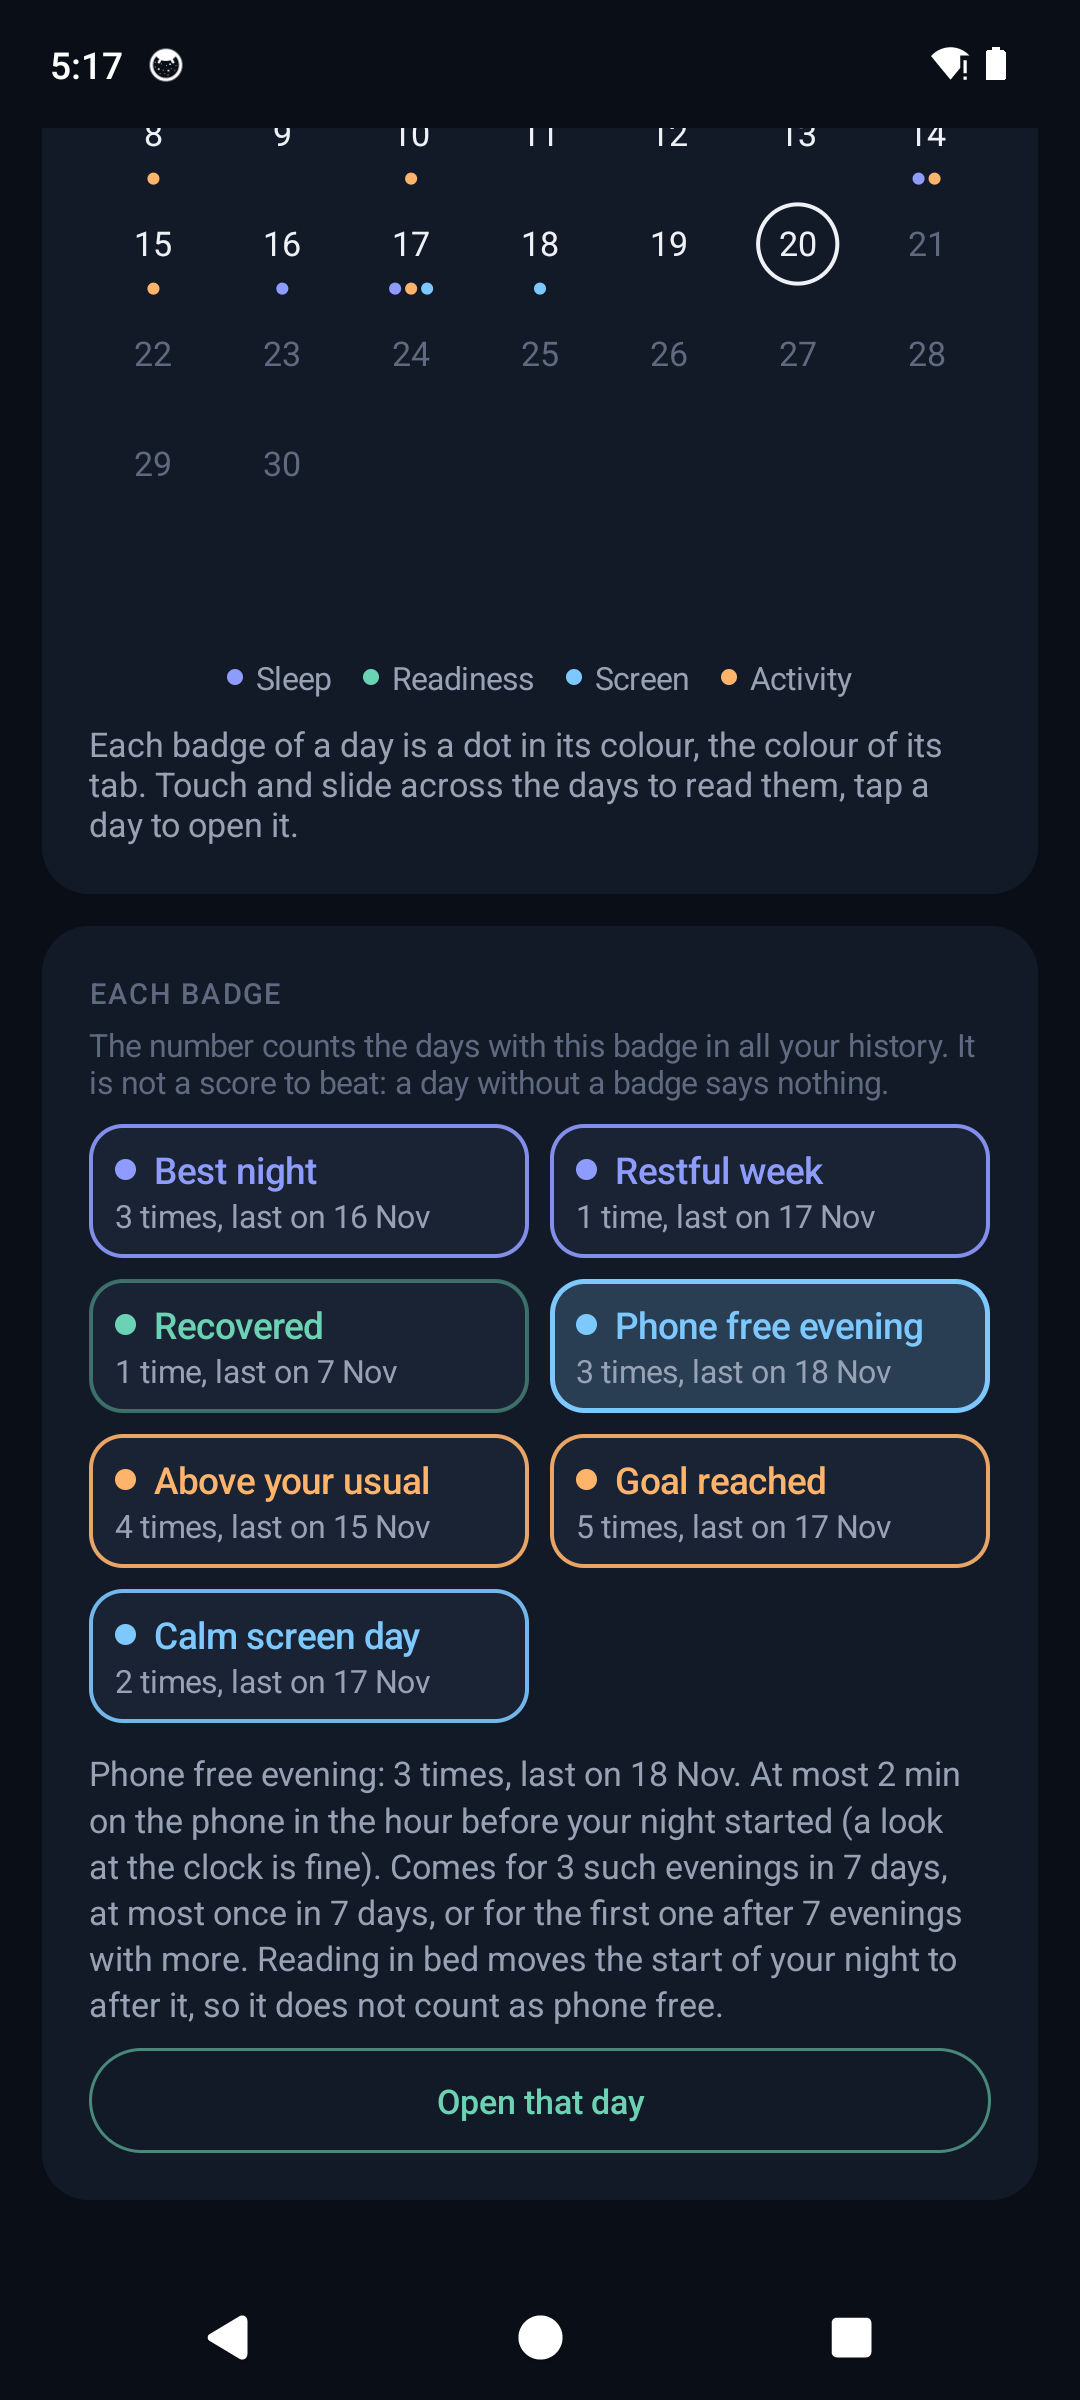 5:17
8 9 10 11 12 13 14
15 16 17 18 19 20 21
22 23 24 25 26 27 28
29 30
Sleep Readiness Screen Activity
Each badge of a day is a dot in its colour, the colour of its
tab. Touch and slide across the days to read them, tap a
day to open it.
EACH BADGE
The number counts the days with this badge in all your history. It
is not a score to beat: a day without a badge says nothing.
Best night
3 times, last on 16 Nov
Restful week
1 time, last on 17 Nov
Recovered
1 time, last on 7 Nov
Phone free evening
3 times, last on 18 Nov
Above your usual
4 times, last on 15 Nov
Goal reached
5 times, last on 17 Nov
Calm screen day
2 times, last on 17 Nov
Phone free evening: 3 times, last on 18 Nov. At most 2 min
on the phone in the hour before your night started (a look
at the clock is fine). Comes for 3 such evenings in 7 days,
at most once in 7 days, or for the first one after 7 evenings
with more. Reading in bed moves the start of your night to
after it, so it does not count as phone free.
Open that day